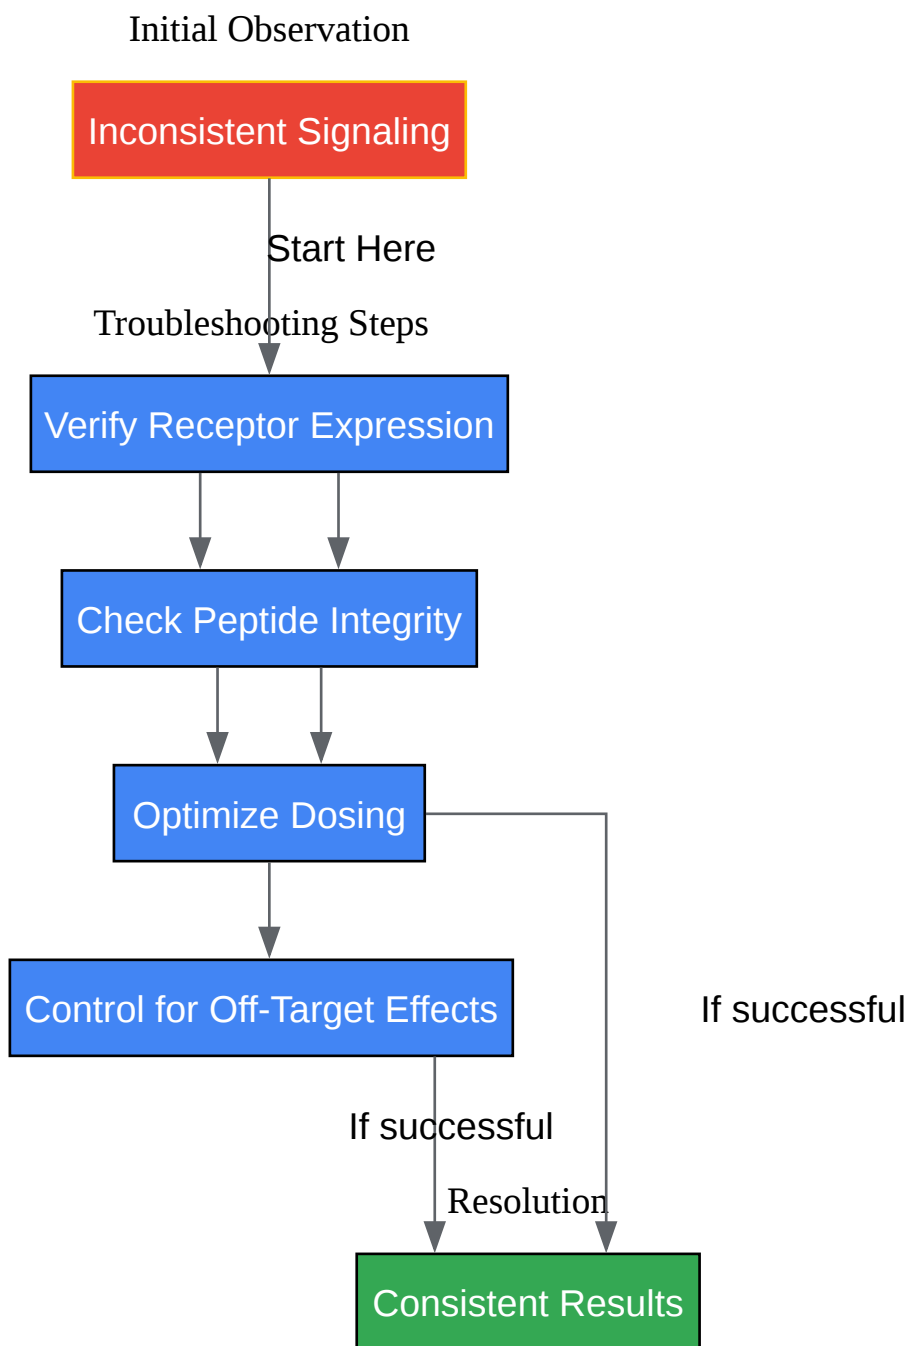 Initial Observation
Inconsistent Signaling
Start Here
Troubleshooting Steps
Verify Receptor Expression
Check Peptide Integrity
Optimize Dosing
Control for Off-Target Effects
If successful
If successful
Resolution
Consistent Results